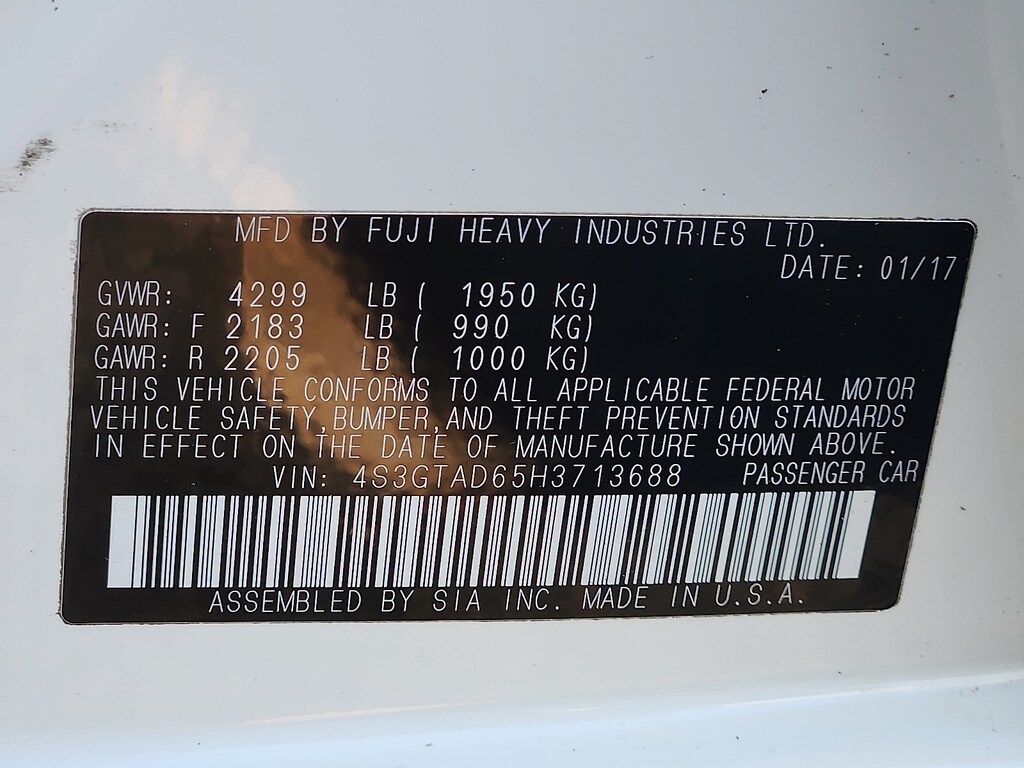 MFD BY FUJI HEAVY INDUSTRIES LTD.
DATE: 01/17
GVWR: 4299 LB ( 1950 KG)
GAWR: F 2183 LB ( 990 KG)
GAWR: R 2205 LB ( 1000 KG)
THIS VEHICLE CONFORMS TO ALL APPLICABLE FEDERAL MOTOR
VEHICLE SAFETY,BUMPER,AND THEFT PREVENTION STANDARDS
IN EFFECT ON THE DATE OF MANUFACTURE SHOWN ABOVE.
VIN: 4S3GTAD65H3713688 PASSENGER CAR
ASSEMBLED BY SIA INC. MADE IN U.S.A.